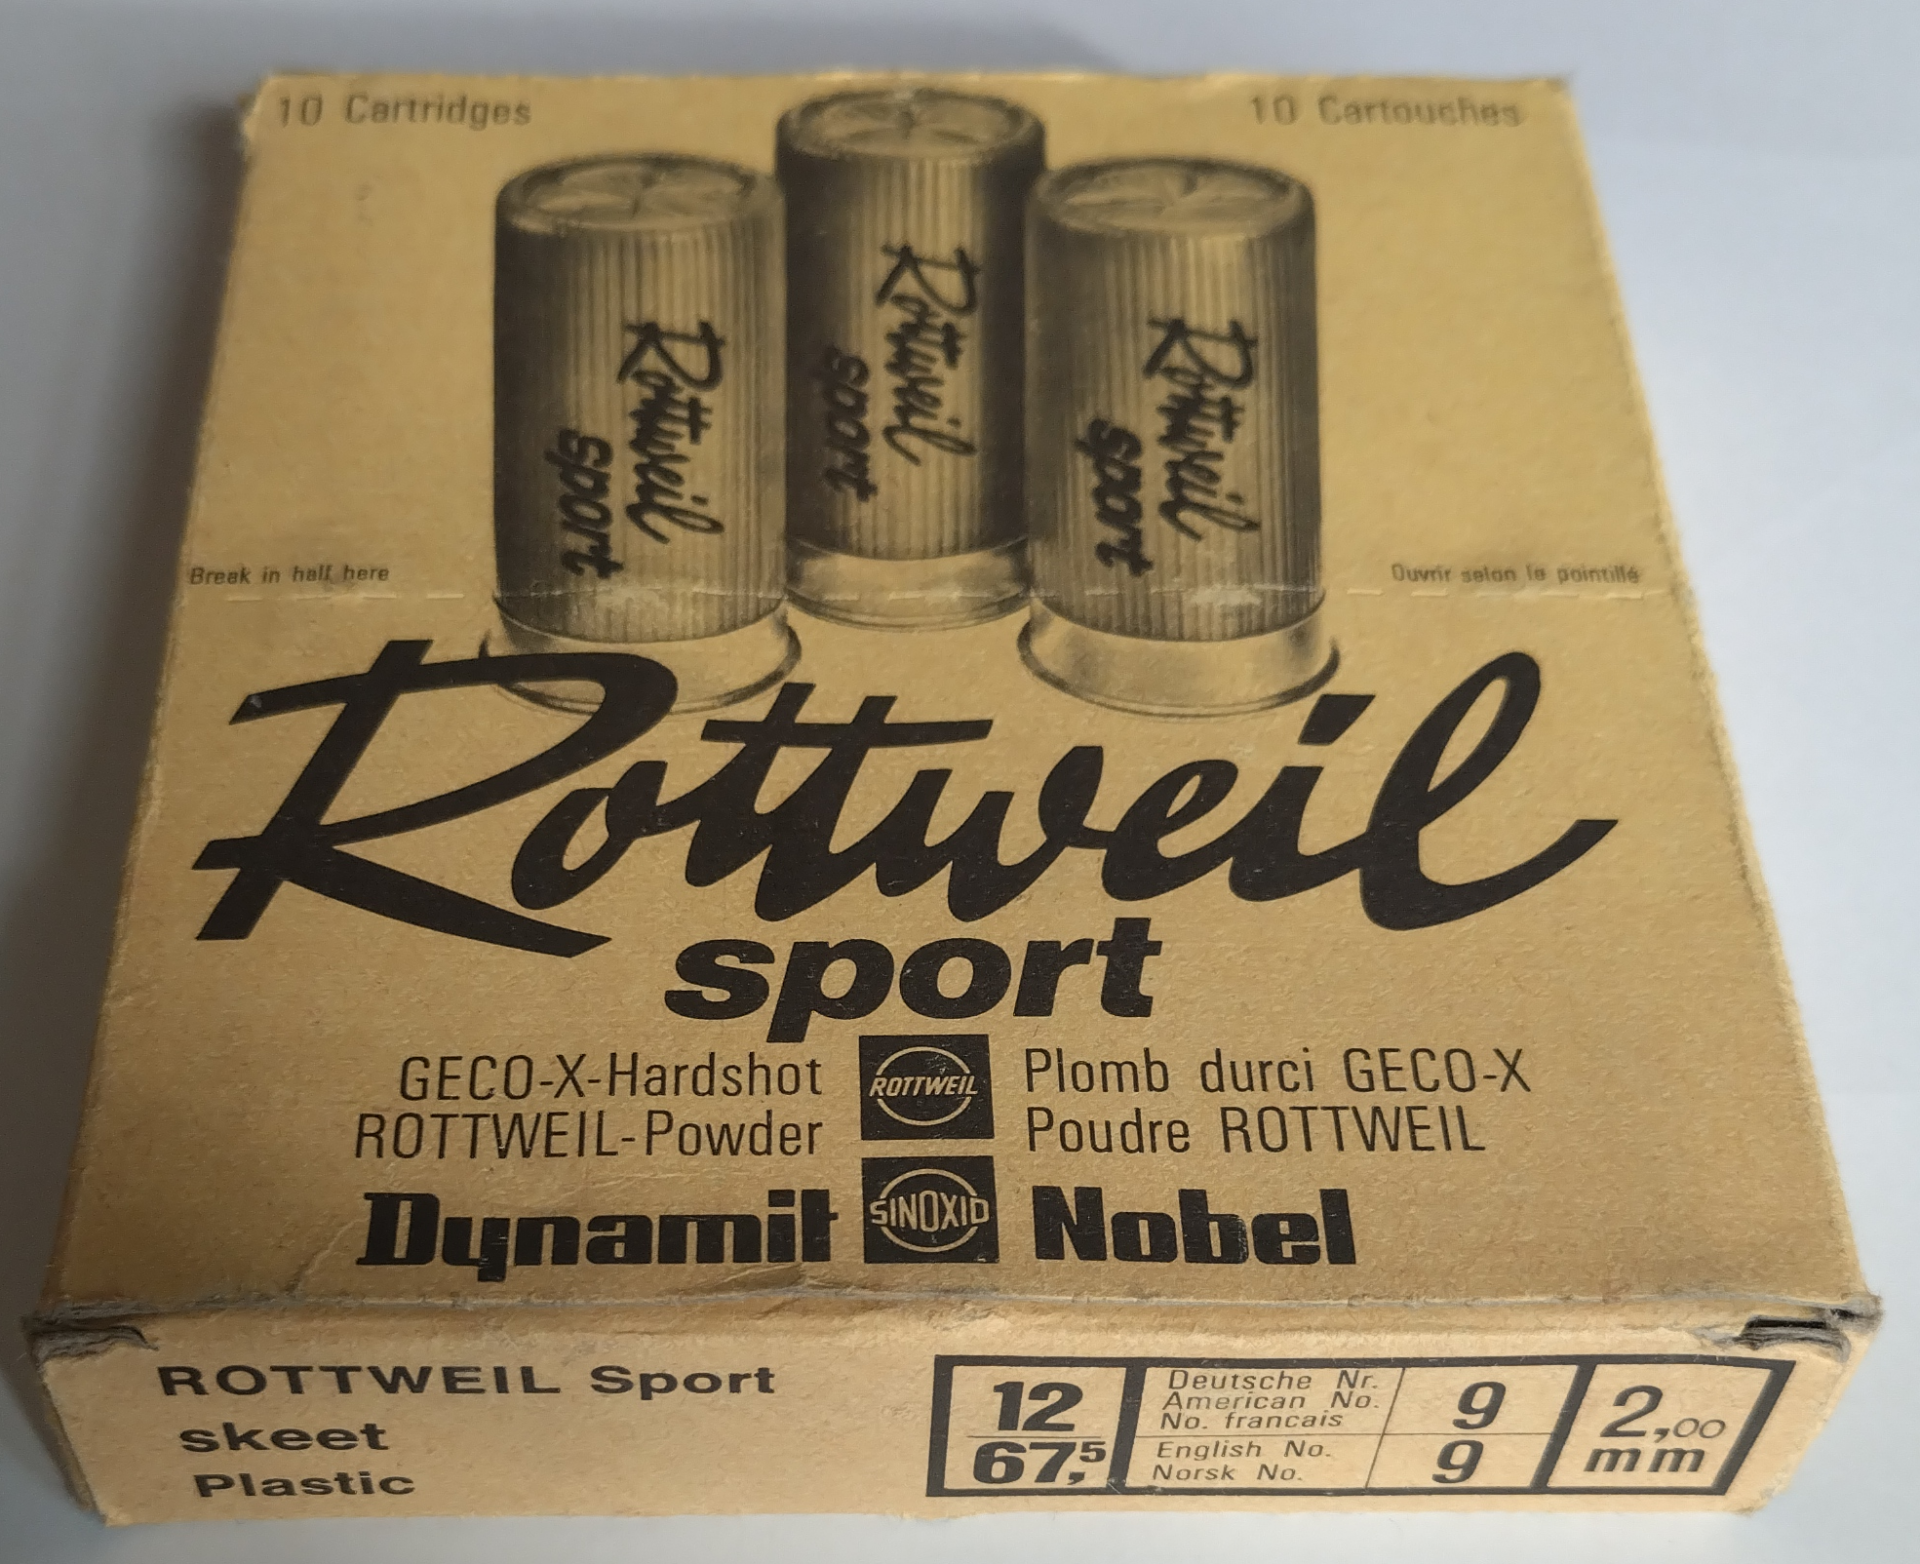 10 Cartridges
10 Cartouches
Rottweil
sport
Rottweil
sport
Rottweil
sport
Break in half here
Ouvrir selon le pointillé
Rottweil
sport
GECO-X-Hardshot
ROTTWEIL-Powder
ROTTWEIL
Plomb durci GECO-X
Poudre ROTTWEIL
Dynamit
SINOXID
Nobel
ROTTWEIL Sport
skeet
Plastic
12
67,5
Deutsche Nr.
American No.
No. francais
9
English No.
Norsk No.
9
2,00
mm